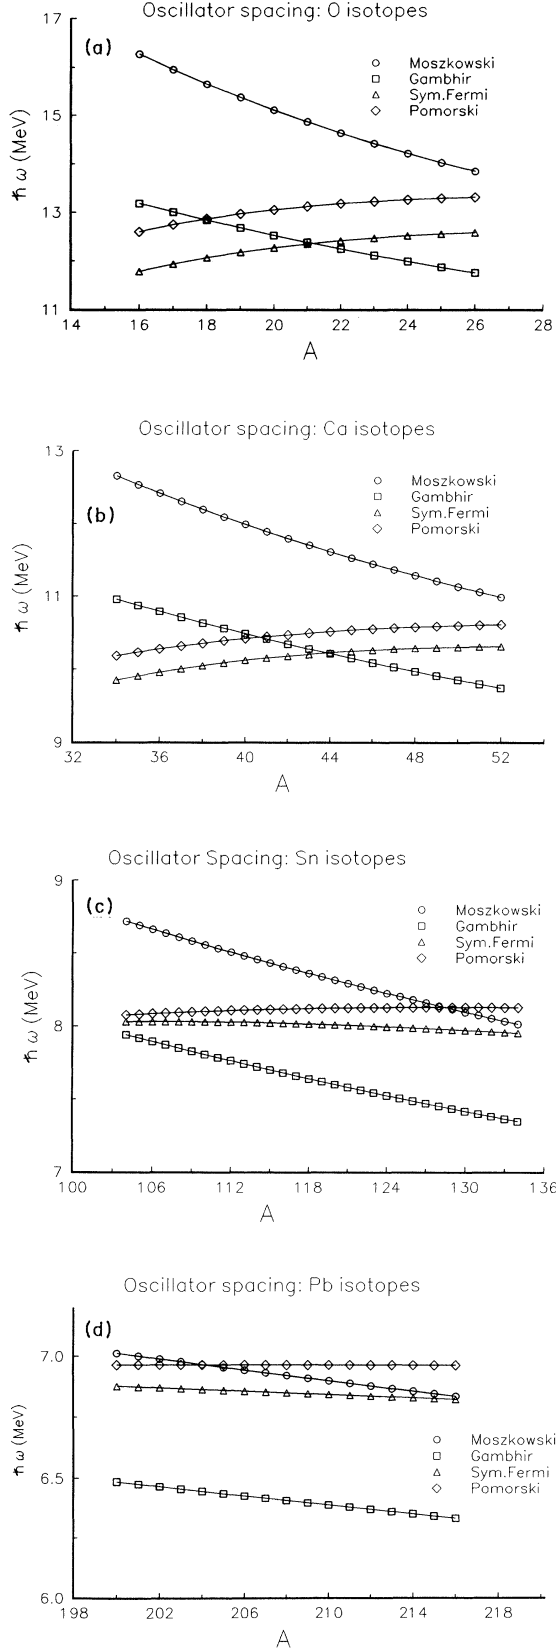 Oscillator spacing: O isotopes
17
(a)
Moszkowski
Gambhir
Sym.Fermi
Pomorski
15
ħ ω (MeV)
13
11
14 16 18 20 22 24 26 28
A
Oscillator spacing: Ca isotopes
13
Moszkowski
Gambhir
(b)
Sym.Fermi
Pomorski
ħ ω (MeV)
11
9
32 36 40 44 48 52
A
Oscillator Spacing: Sn isotopes
9
(c)
Moszkowski
Gambhir
Sym.Fermi
Pomorski
ħ ω (MeV)
8
7
100 106 112 118 124 130 136
A
Oscillator spacing: Pb isotopes
(d)
7.0
ħ ω (MeV)
Moszkowski
Gambhir
Sym.Fermi
Pomorski
6.5
6.0
198 202 206 210 214 218
A